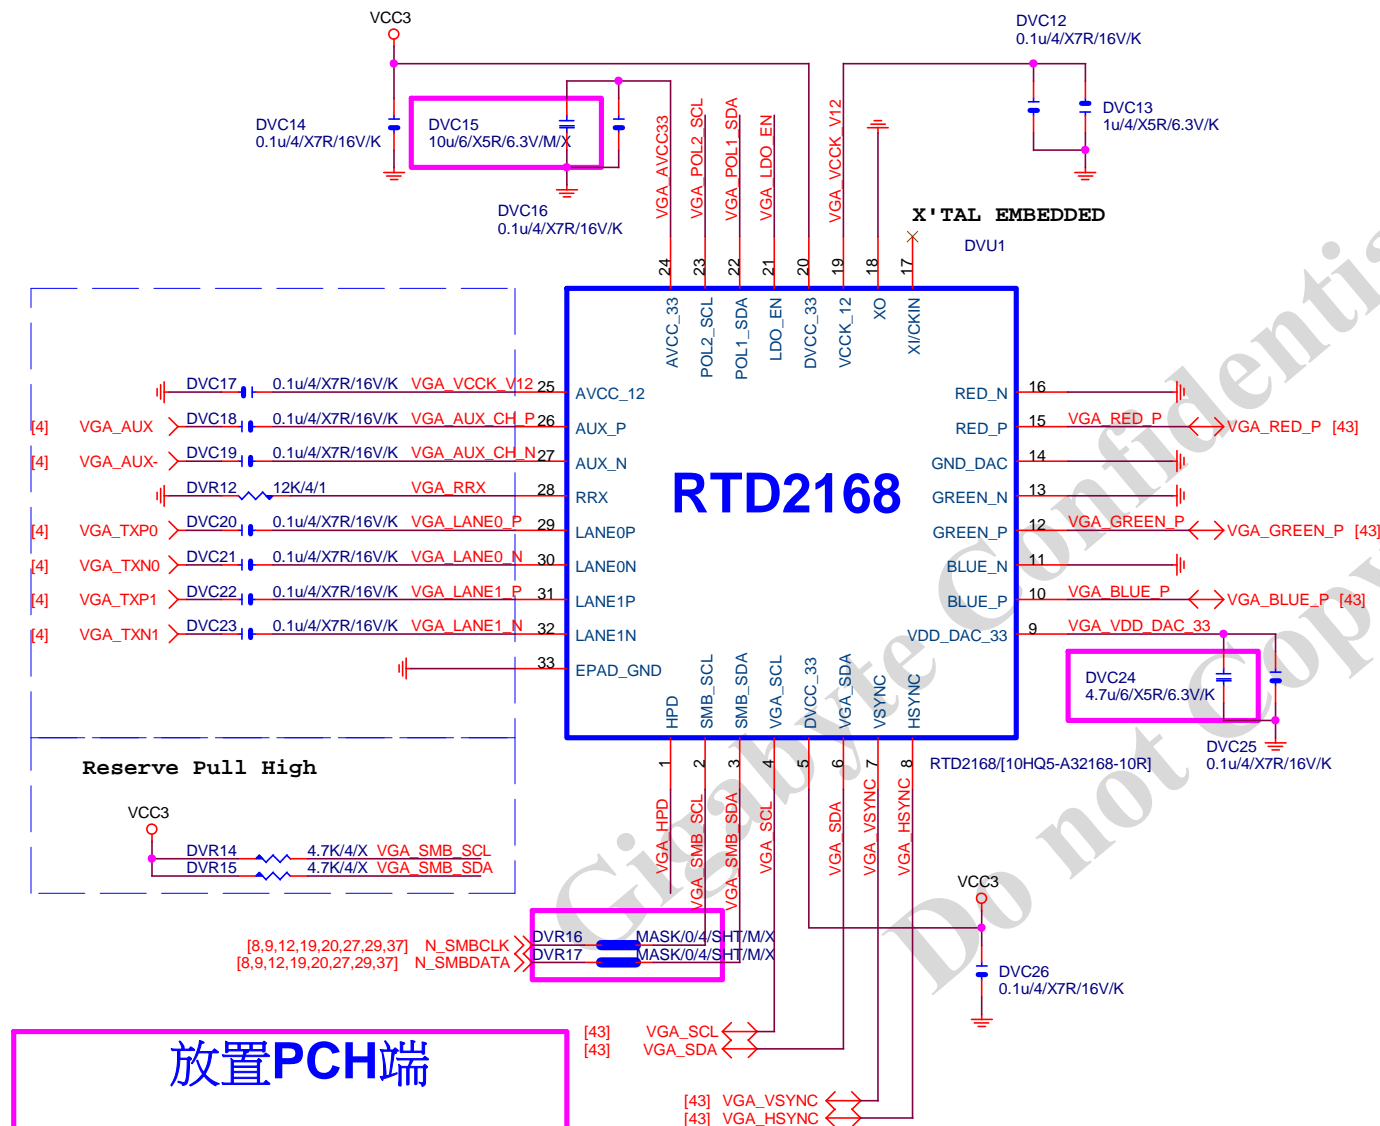 VCC3
DVC12
0.1u/4/X7R/16V/K
DVC14
0.1u/4/X7R/16V/K
DVC15
10u/6/X5R/6.3V/M/X
DVC13
1u/4/X5R/6.3V/K
DVC16
0.1u/4/X7R/16V/K
VGA_AVCC33
VGA_POL2_SCL
VGA_POL1_SDA
VGA_LDO_EN
VGA_VCCK_V12
X'TAL EMBEDDED
DVU1
24
23
22
21
20
19
18
17
AVCC_33
POL2_SCL
POL1_SDA
LDO_EN
DVCC_33
VCCK_12
XO
XI/CKIN
DVC17 0.1u/4/X7R/16V/K VGA_VCCK_V12 25 AVCC_12
[4] VGA_AUX DVC18 0.1u/4/X7R/16V/K VGA_AUX_CH_P 26 AUX_P
[4] VGA_AUX- DVC19 0.1u/4/X7R/16V/K VGA_AUX_CH_N 27 AUX_N
DVR12 12K/4/1 VGA_RRX 28 RRX
[4] VGA_TXP0 DVC20 0.1u/4/X7R/16V/K VGA_LANE0_P 29 LANE0P
[4] VGA_TXN0 DVC21 0.1u/4/X7R/16V/K VGA_LANE0_N 30 LANE0N
[4] VGA_TXP1 DVC22 0.1u/4/X7R/16V/K VGA_LANE1_P 31 LANE1P
[4] VGA_TXN1 DVC23 0.1u/4/X7R/16V/K VGA_LANE1_N 32 LANE1N
33 EPAD_GND
RTD2168
RED_N 16
RED_P 15 VGA_RED_P VGA_RED_P [43]
GND_DAC 14
GREEN_N 13
GREEN_P 12 VGA_GREEN_P VGA_GREEN_P [43]
BLUE_N 11
BLUE_P 10 VGA_BLUE_P VGA_BLUE_P [43]
VDD_DAC_33 9 VGA_VDD_DAC_33
DVC24
4.7u/6/X5R/6.3V/K
DVC25
0.1u/4/X7R/16V/K
HPD
SMB_SCL
SMB_SDA
VGA_SCL
DVCC_33
VGA_SDA
VSYNC
HSYNC
1
2
3
4
5
6
7
8
RTD2168/[10HQ5-A32168-10R]
VGA_HPD
VGA_SMB_SCL
VGA_SMB_SDA
VGA_SCL
VGA_SDA
VGA_VSYNC
VGA_HSYNC
Reserve Pull High
VCC3
DVR14 4.7K/4/X VGA_SMB_SCL
DVR15 4.7K/4/X VGA_SMB_SDA
[8,9,12,19,20,27,29,37] N_SMBCLK DVR16 MASK/0/4/SHT/M/X
[8,9,12,19,20,27,29,37] N_SMBDATA DVR17 MASK/0/4/SHT/M/X
VCC3
DVC26
0.1u/4/X7R/16V/K
[43] VGA_SCL
[43] VGA_SDA
[43] VGA_VSYNC
[43] VGA_HSYNC
放置PCH端
Gigabyte Confidentia
Do not Copy